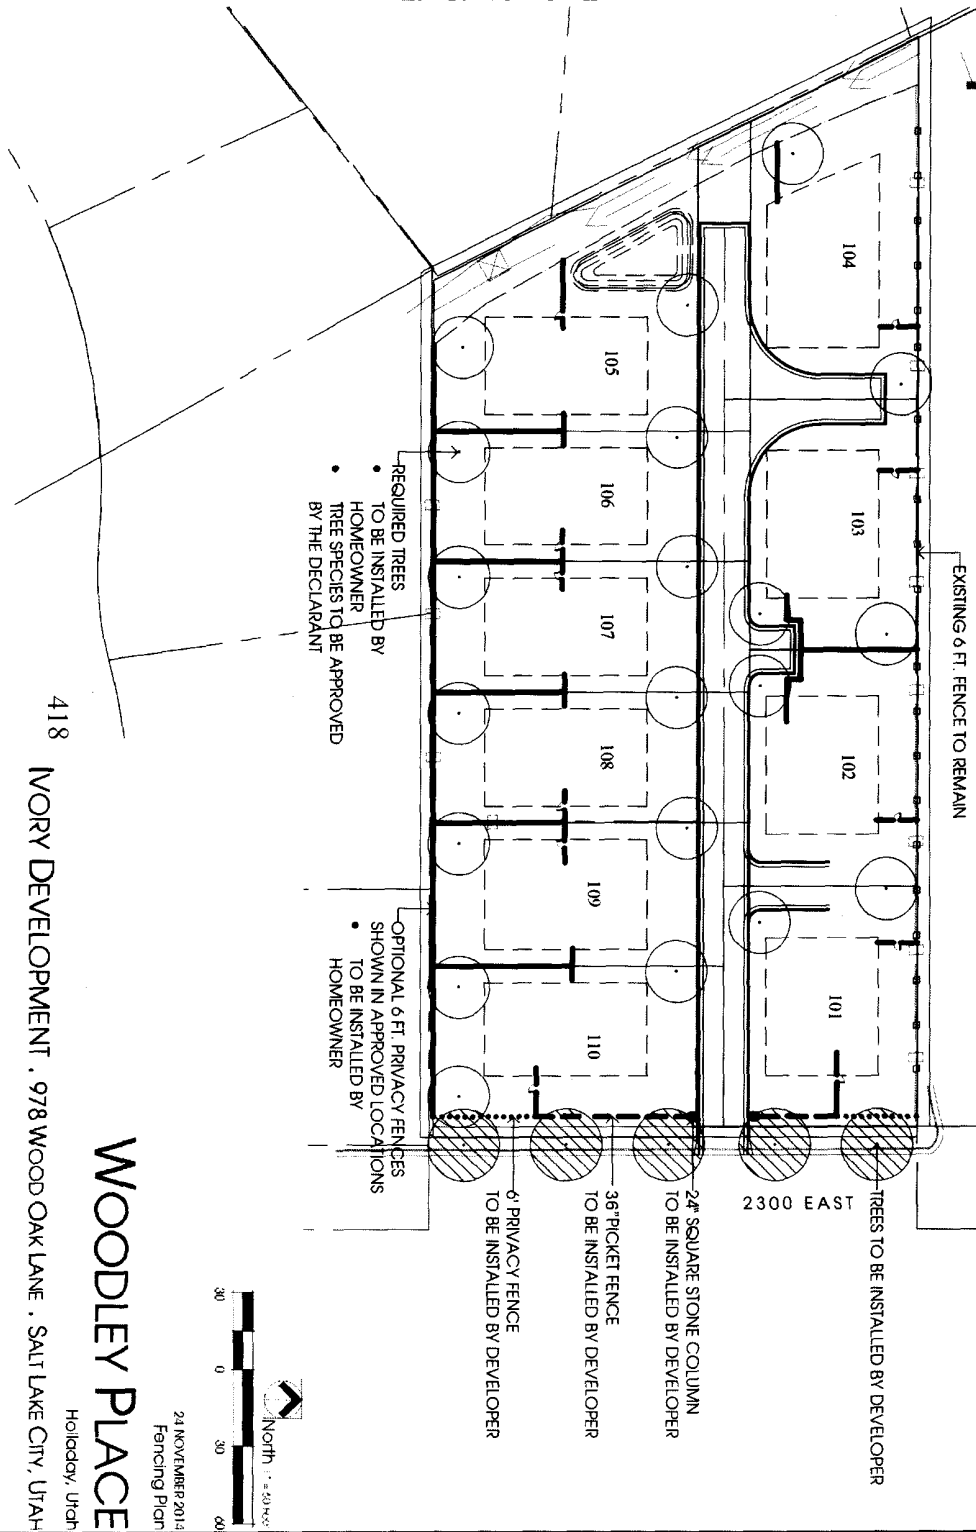 EXISTING 6 FT. FENCE TO REMAIN
104
103
102
101
105
106
107
108
109
110
REQUIRED TREES
• TO BE INSTALLED BY
HOMEOWNER
• TREE SPECIES TO BE APPROVED
BY THE DECLARANT
OPTIONAL 6 FT. PRIVACY FENCES
SHOWN IN APPROVED LOCATIONS
• TO BE INSTALLED BY
HOMEOWNER
2300 EAST
TREES TO BE INSTALLED BY DEVELOPER
24" SQUARE STONE COLUMN
TO BE INSTALLED BY DEVELOPER
36" PICKET FENCE
TO BE INSTALLED BY DEVELOPER
6' PRIVACY FENCE
TO BE INSTALLED BY DEVELOPER
North
30 0 30 60
24 NOVEMBER 2014
Fencing Plan
WOODLEY PLACE
Holladay, Utah
418
IVORY DEVELOPMENT . 978 WOOD OAK LANE . SALT LAKE CITY, UTAH